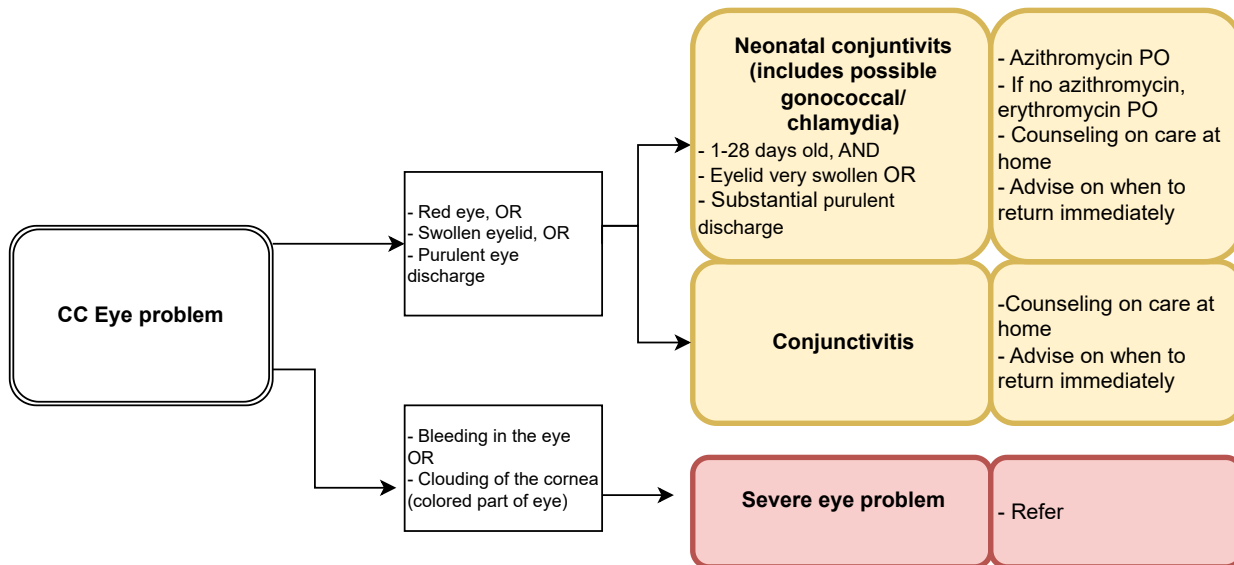 CC Eye problem
- Red eye, OR
- Swollen eyelid, OR
- Purulent eye
discharge
- Bleeding in the eye
OR
- Clouding of the cornea
(colored part of eye)
Neonatal conjuntivits
(includes possible
gonococcal/
chlamydia)
- 1-28 days old, AND
- Eyelid very swollen OR
- Substantial purulent
discharge
- Azithromycin PO
- If no azithromycin,
erythromycin PO
- Counseling on care at
home
- Advise on when to
return immediately
Conjunctivitis
-Counseling on care at
home
- Advise on when to
return immediately
Severe eye problem
- Refer